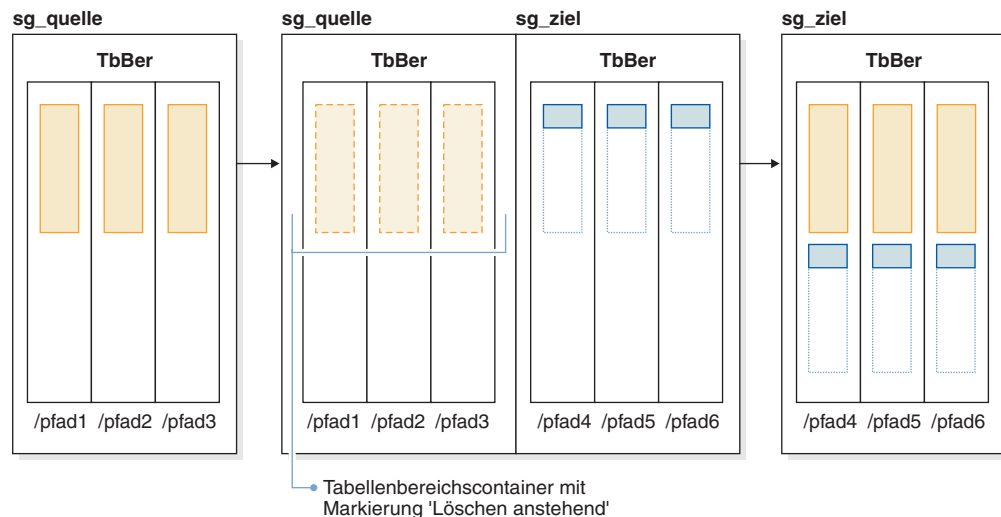 sg_quelle
sg_quelle
sg_ziel
sg_ziel
TbBer
TbBer
TbBer
TbBer
/pfad1 /pfad2 /pfad3
/pfad1 /pfad2 /pfad3
/pfad4 /pfad5 /pfad6
/pfad4 /pfad5 /pfad6
Tabellenbereichscontainer mit
Markierung 'Löschen anstehend'